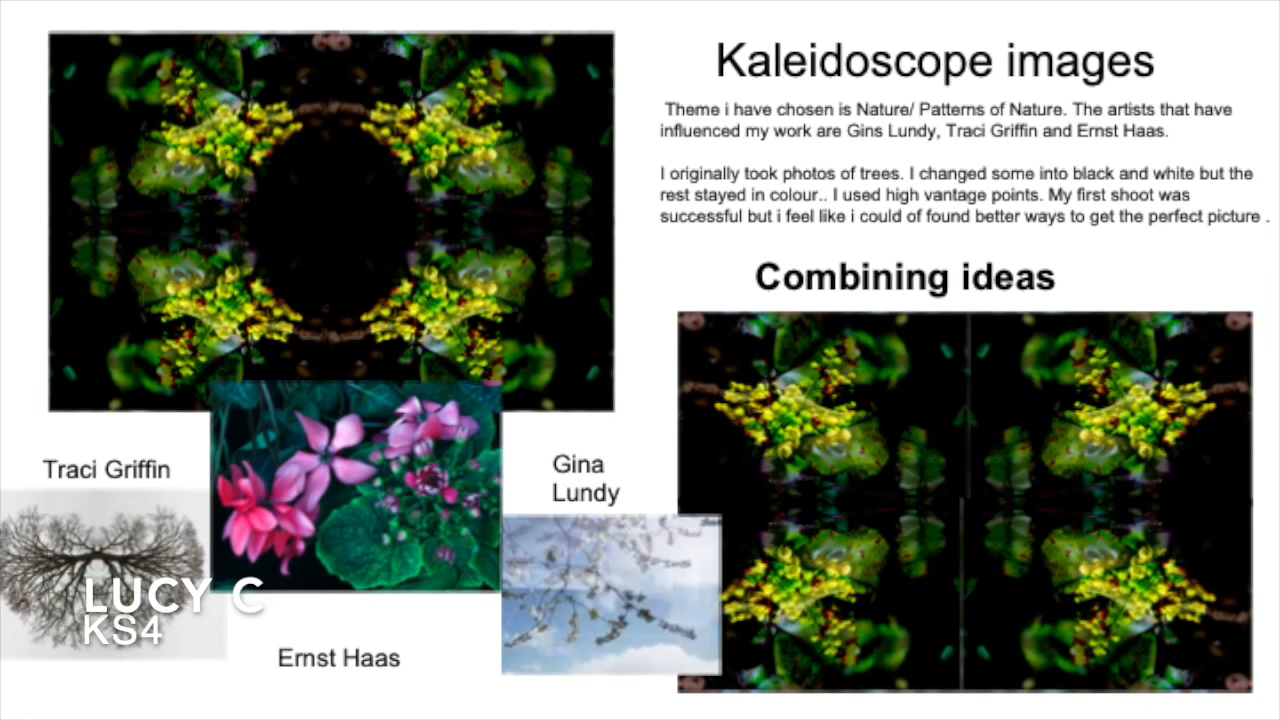 Kaleidoscope images
Theme i have chosen is Nature/ Patterns of Nature. The artists that have
influenced my work are Gins Lundy, Traci Griffin and Ernst Haas.
I originally took photos of trees. I changed some into black and white but the
rest stayed in colour.. I used high vantage points. My first shoot was
successful but i feel like i could of found better ways to get the perfect picture .
Combining ideas
Traci Griffin
Gina
Lundy
LUCY C
KS4
Ernst Haas